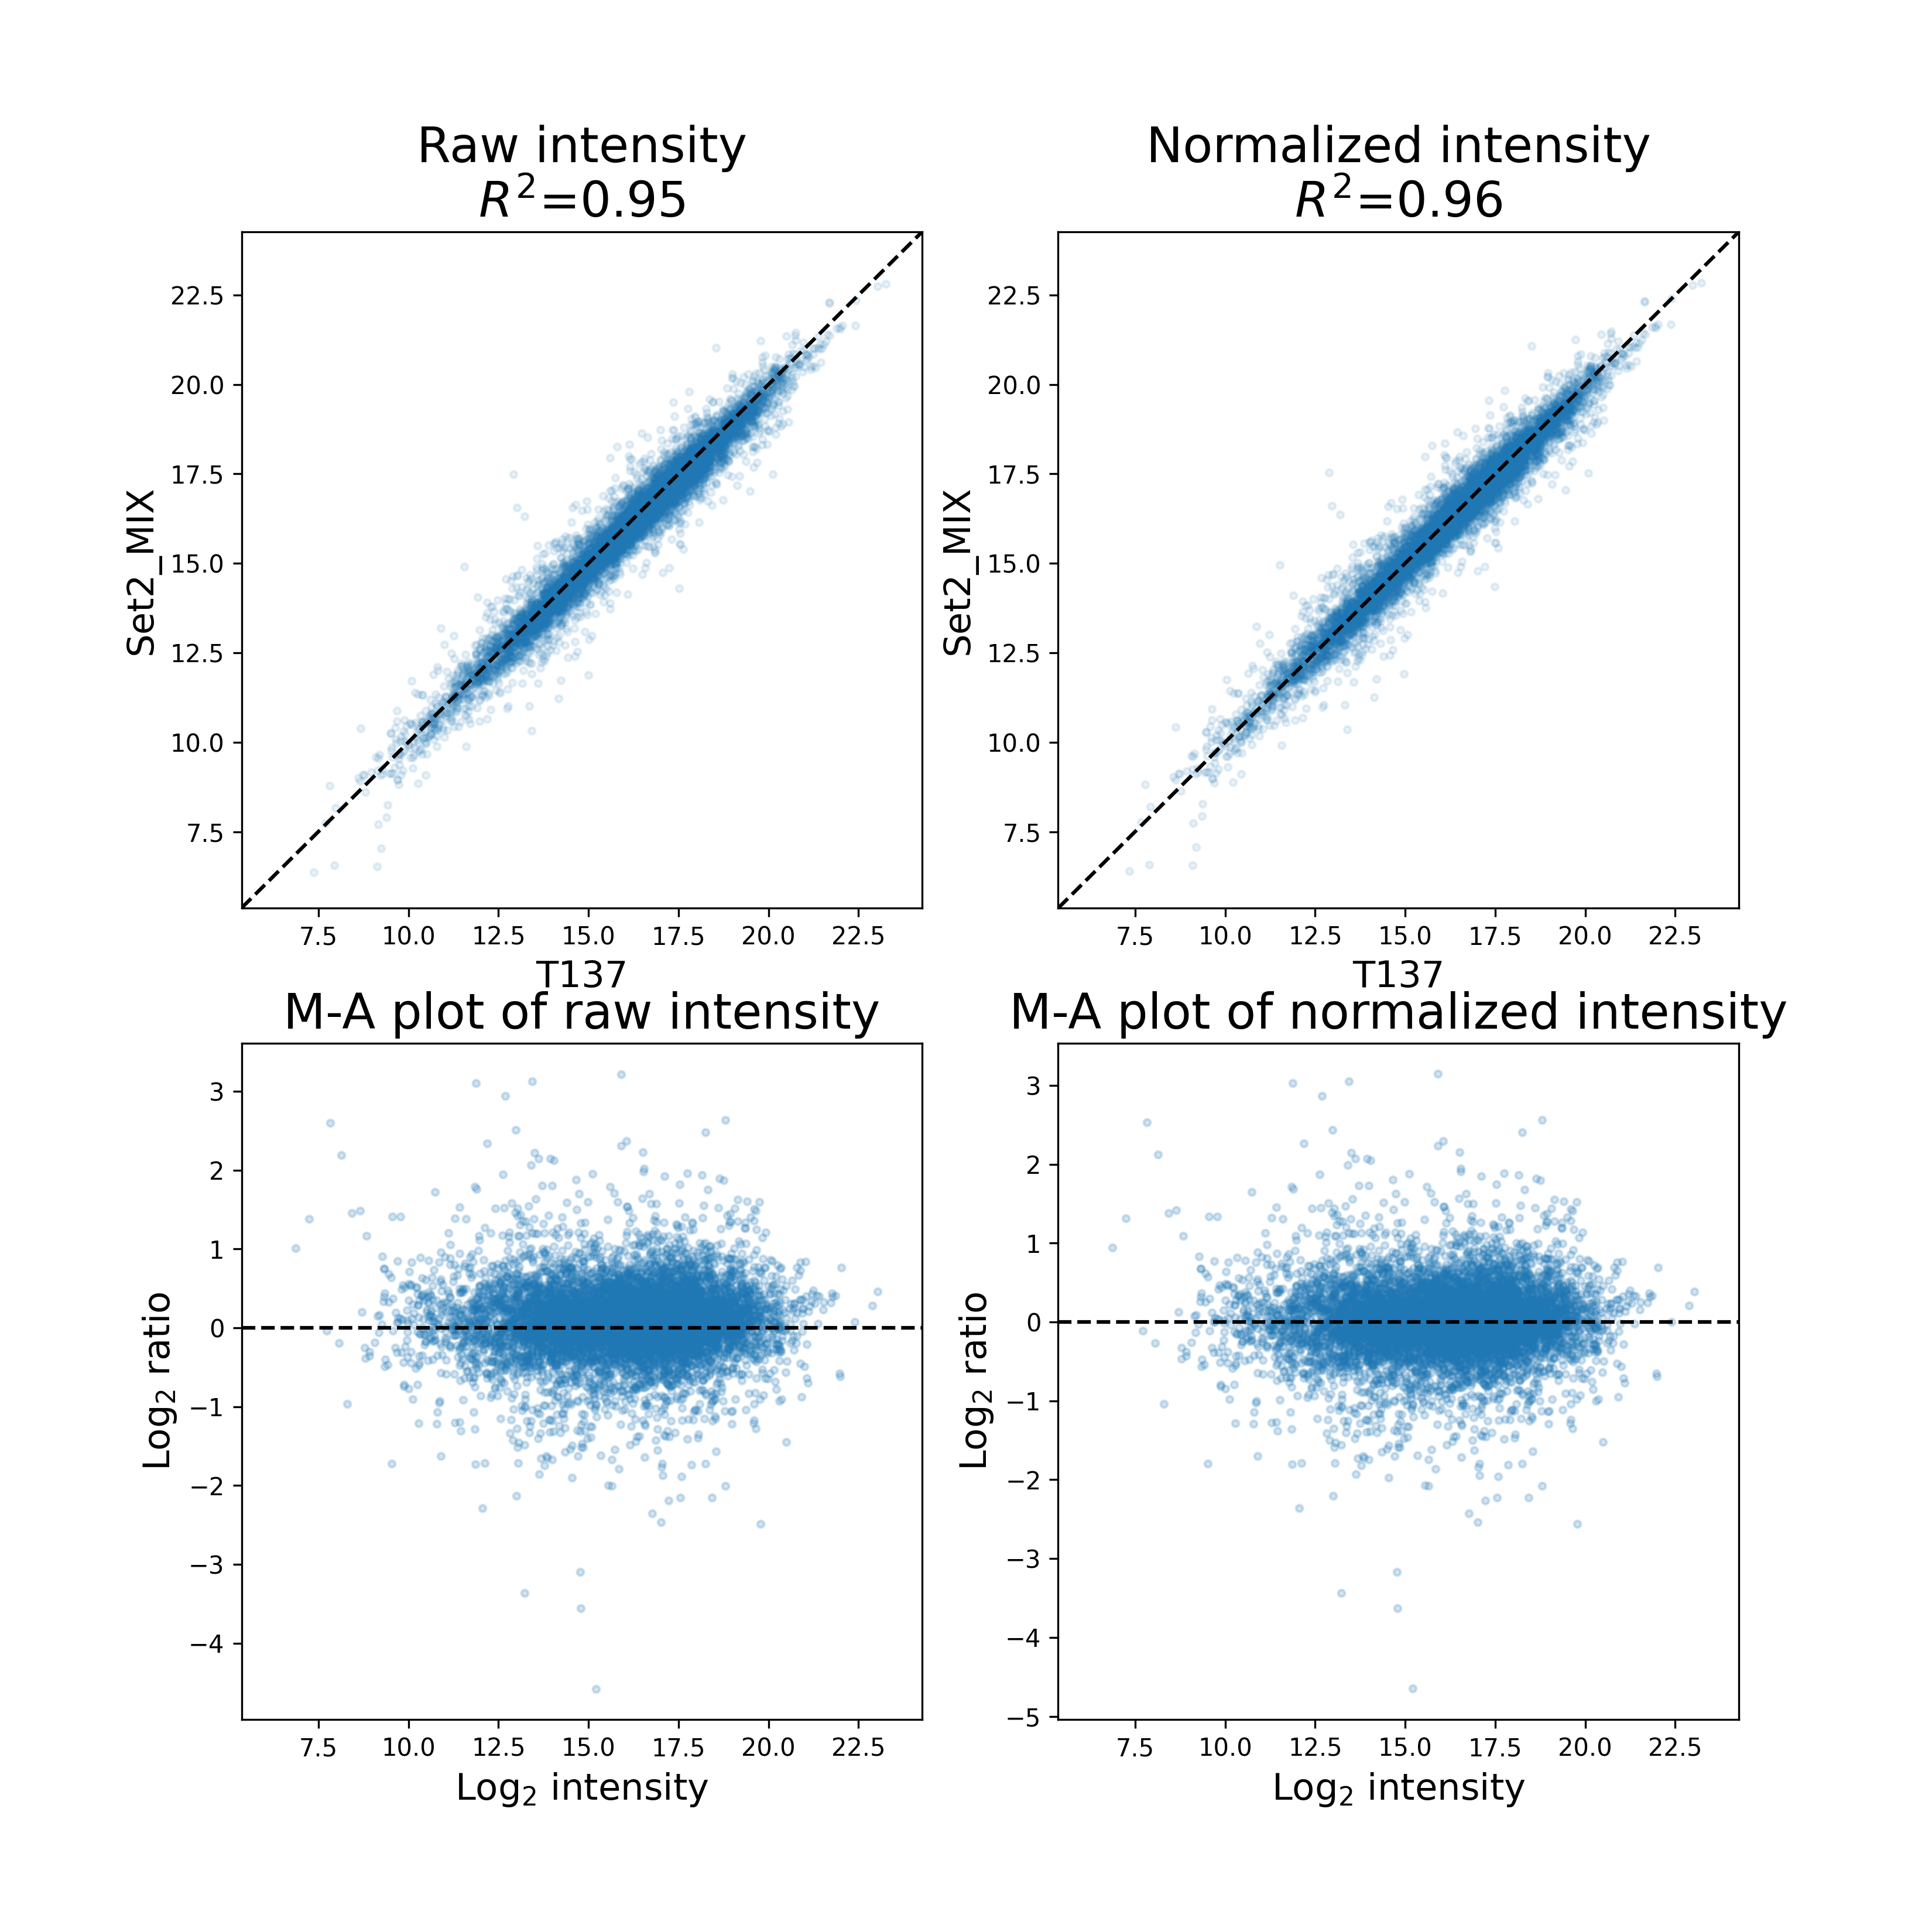 Raw intensity
R²=0.95
22.5
20.0
17.5
15.0
12.5
10.0
7.5
Set2_MIX
7.5 10.0 12.5 15.0 17.5 20.0 22.5
T137
Normalized intensity
R²=0.96
22.5
20.0
17.5
15.0
12.5
10.0
7.5
Set2_MIX
7.5 10.0 12.5 15.0 17.5 20.0 22.5
T137
M-A plot of raw intensity
3
2
1
0
−1
−2
−3
−4
Log₂ ratio
7.5 10.0 12.5 15.0 17.5 20.0 22.5
Log₂ intensity
M-A plot of normalized intensity
3
2
1
0
−1
−2
−3
−4
−5
Log₂ ratio
7.5 10.0 12.5 15.0 17.5 20.0 22.5
Log₂ intensity